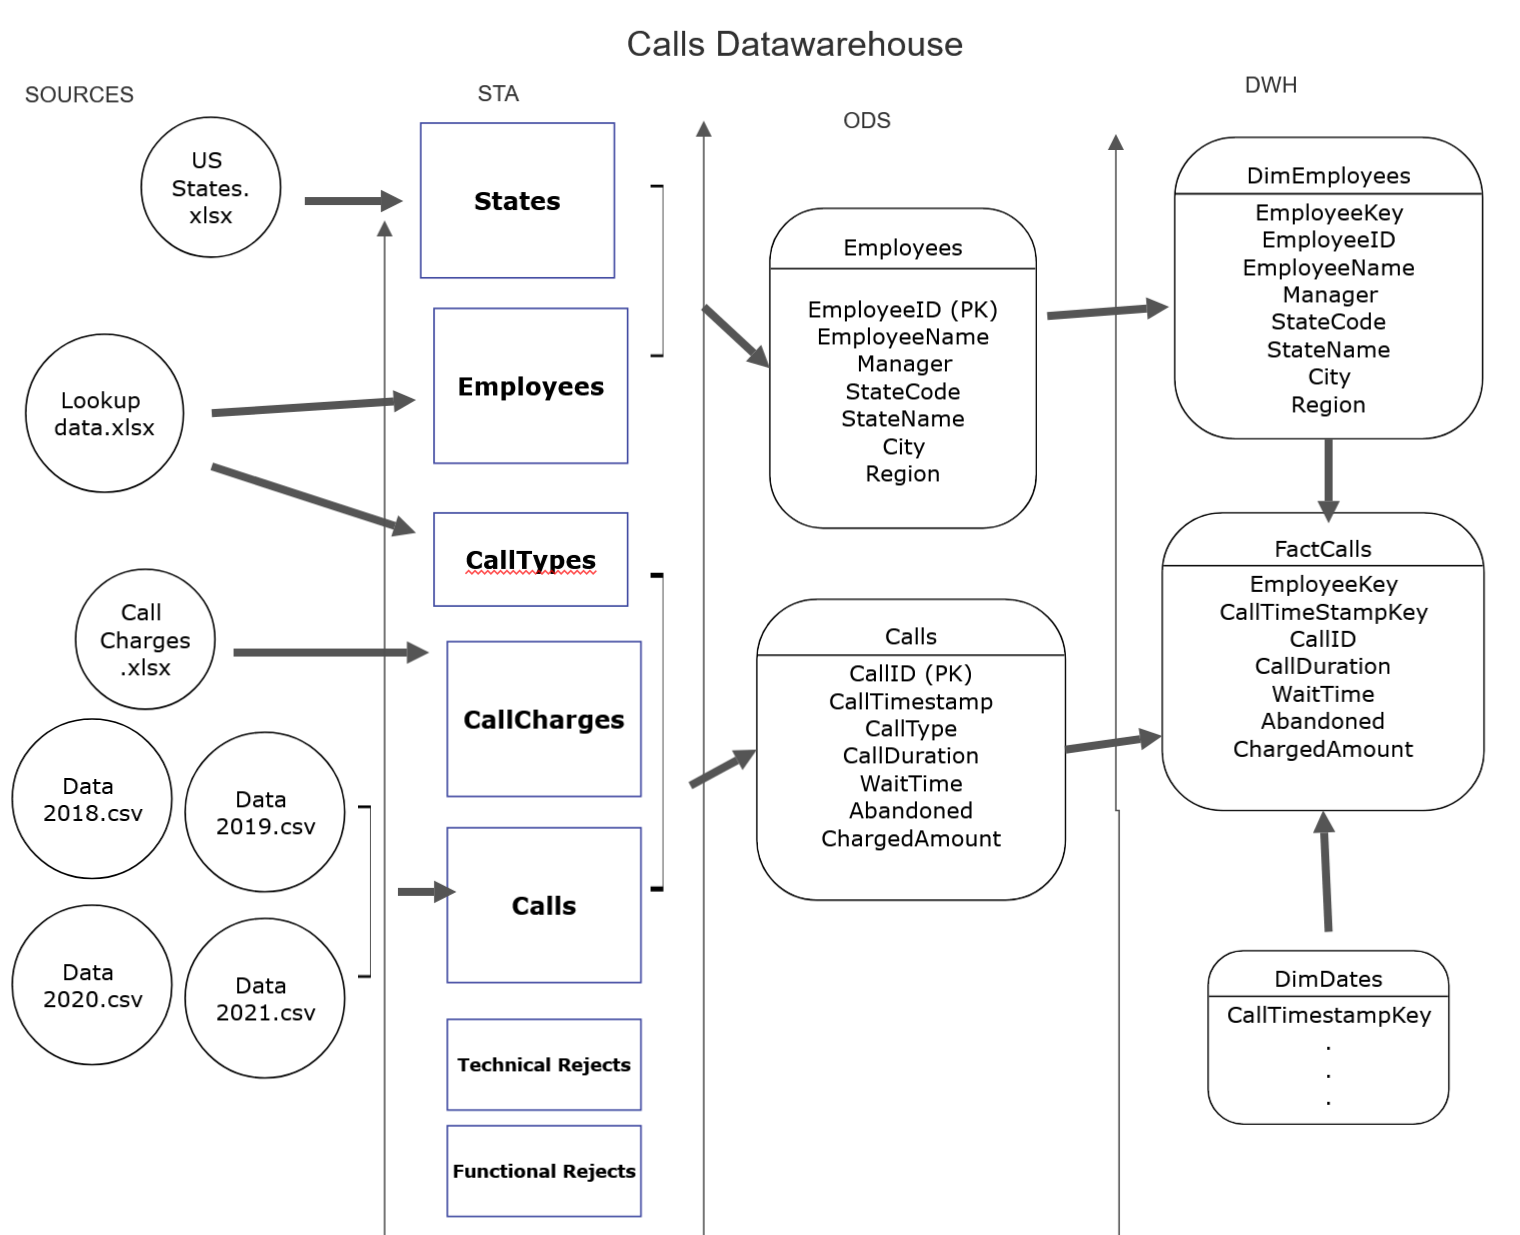 Calls Datawarehouse
SOURCES
STA
ODS
DWH
US
States.
xlsx
Lookup
data.xlsx
Call
Charges
.xlsx
Data
2018.csv
Data
2019.csv
Data
2020.csv
Data
2021.csv
States
Employees
CallTypes
CallCharges
Calls
Technical Rejects
Functional Rejects
Employees
EmployeeID (PK)
EmployeeName
Manager
StateCode
StateName
City
Region
Calls
CallID (PK)
CallTimestamp
CallType
CallDuration
WaitTime
Abandoned
ChargedAmount
DimEmployees
EmployeeKey
EmployeeID
EmployeeName
Manager
StateCode
StateName
City
Region
FactCalls
EmployeeKey
CallTimeStampKey
CallID
CallDuration
WaitTime
Abandoned
ChargedAmount
DimDates
CallTimestampKey
.
.
.